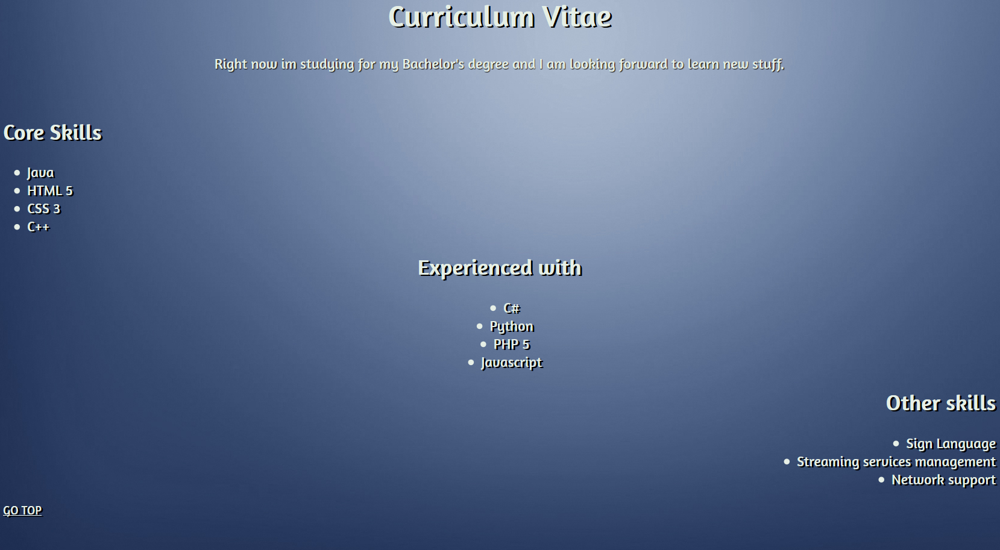 Curriculum Vitae
Right now im studying for my Bachelor's degree and I am looking forward to learn new stuff.
Core Skills
• Java
• HTML 5
• CSS 3
• C++
Experienced with
• C#
• Python
• PHP 5
• Javascript
Other skills
• Sign Language
• Streaming services management
• Network support
GO TOP